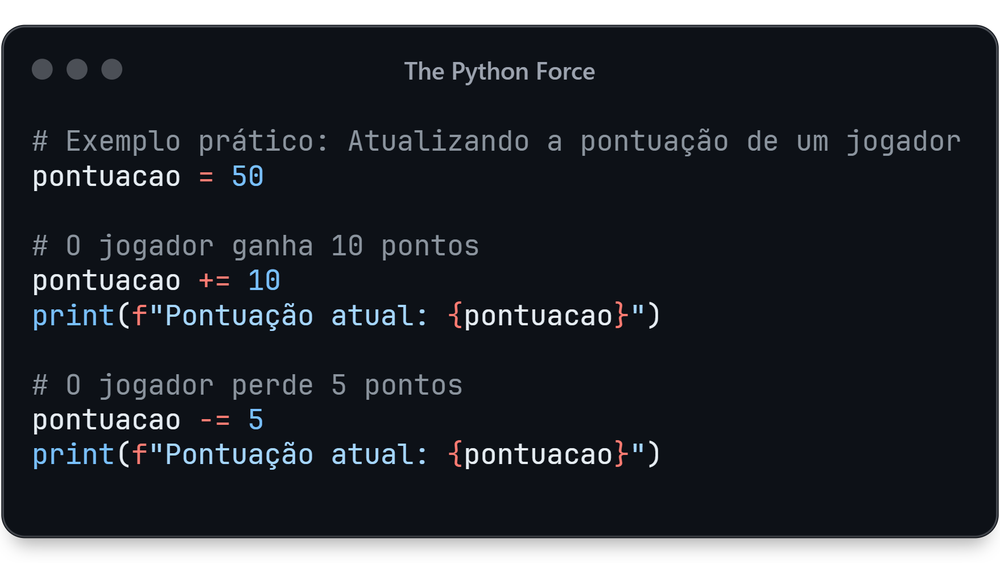 The Python Force
# Exemplo prático: Atualizando a pontuação de um jogador
pontuacao = 50
# O jogador ganha 10 pontos
pontuacao += 10
print(f"Pontuação atual: {pontuacao}")
# O jogador perde 5 pontos
pontuacao -= 5
print(f"Pontuação atual: {pontuacao}")